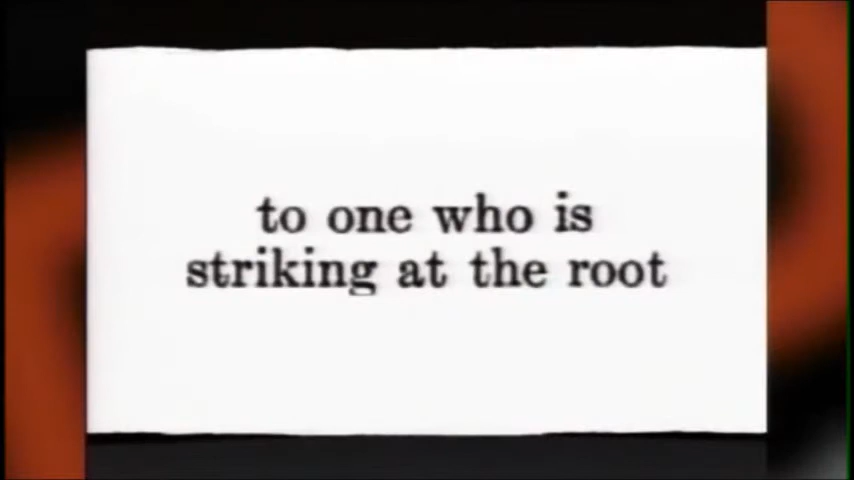 to one who is
striking at the root